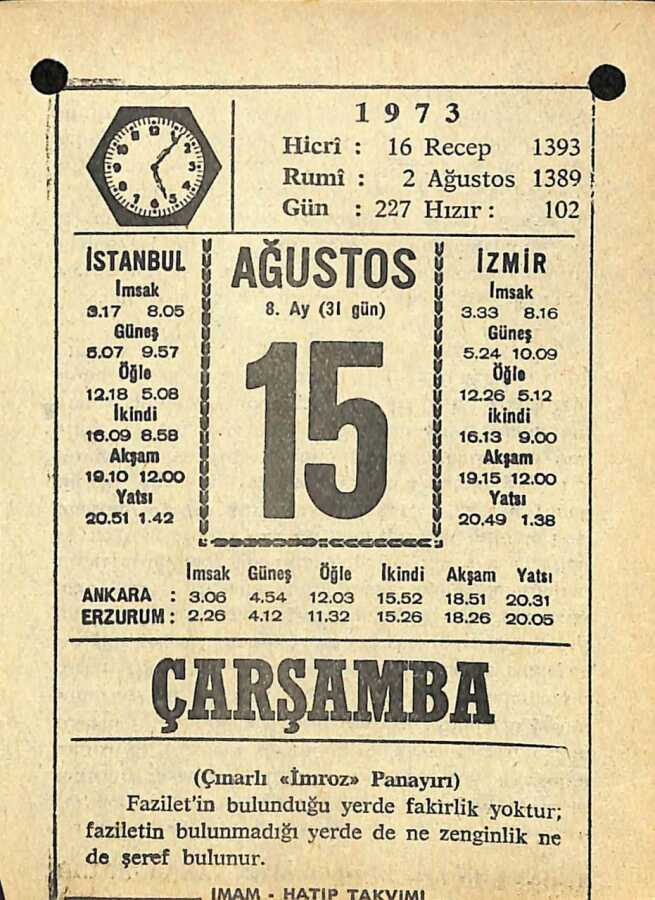 1973
Hicrî : 16 Recep 1393
Rumî : 2 Ağustos 1389
Gün : 227 Hızır : 102
İSTANBUL
İmsak
3.17 8.05
Güneş
5.07 9.57
Öğle
12.18 5.08
İkindi
16.09 8.58
Akşam
19.10 12.00
Yatsı
20.51 1.42
AĞUSTOS
8. Ay (31 gün)
15
İZMİR
İmsak
3.33 8.16
Güneş
5.24 10.09
Öğle
12.26 5.12
ikindi
16.13 9.00
Akşam
19.15 12.00
Yatsı
20.49 1.38
İmsak Güneş Öğle İkindi Akşam Yatsı
ANKARA : 3.06 4.54 12.03 15.52 18.51 20.31
ERZURUM : 2.26 4.12 11.32 15.26 18.26 20.05
ÇARŞAMBA
(Çınarlı «İmroz» Panayırı)
Fazilet'in bulunduğu yerde fakirlik yoktur;
faziletin bulunmadığı yerde de ne zenginlik ne
de şeref bulunur.
İMAM - HATİP TAKVİMİ